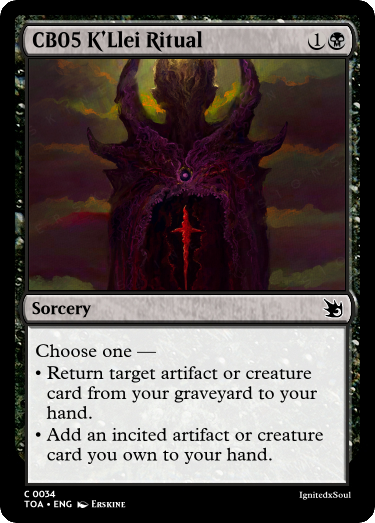 CB05 K'Llei Ritual 1
Sorcery
Choose one —
• Return target artifact or creature
card from your graveyard to your
hand.
• Add an incited artifact or creature
card you own to your hand.
C 0034
TOA • ENG Erskine
IgnitedxSoul